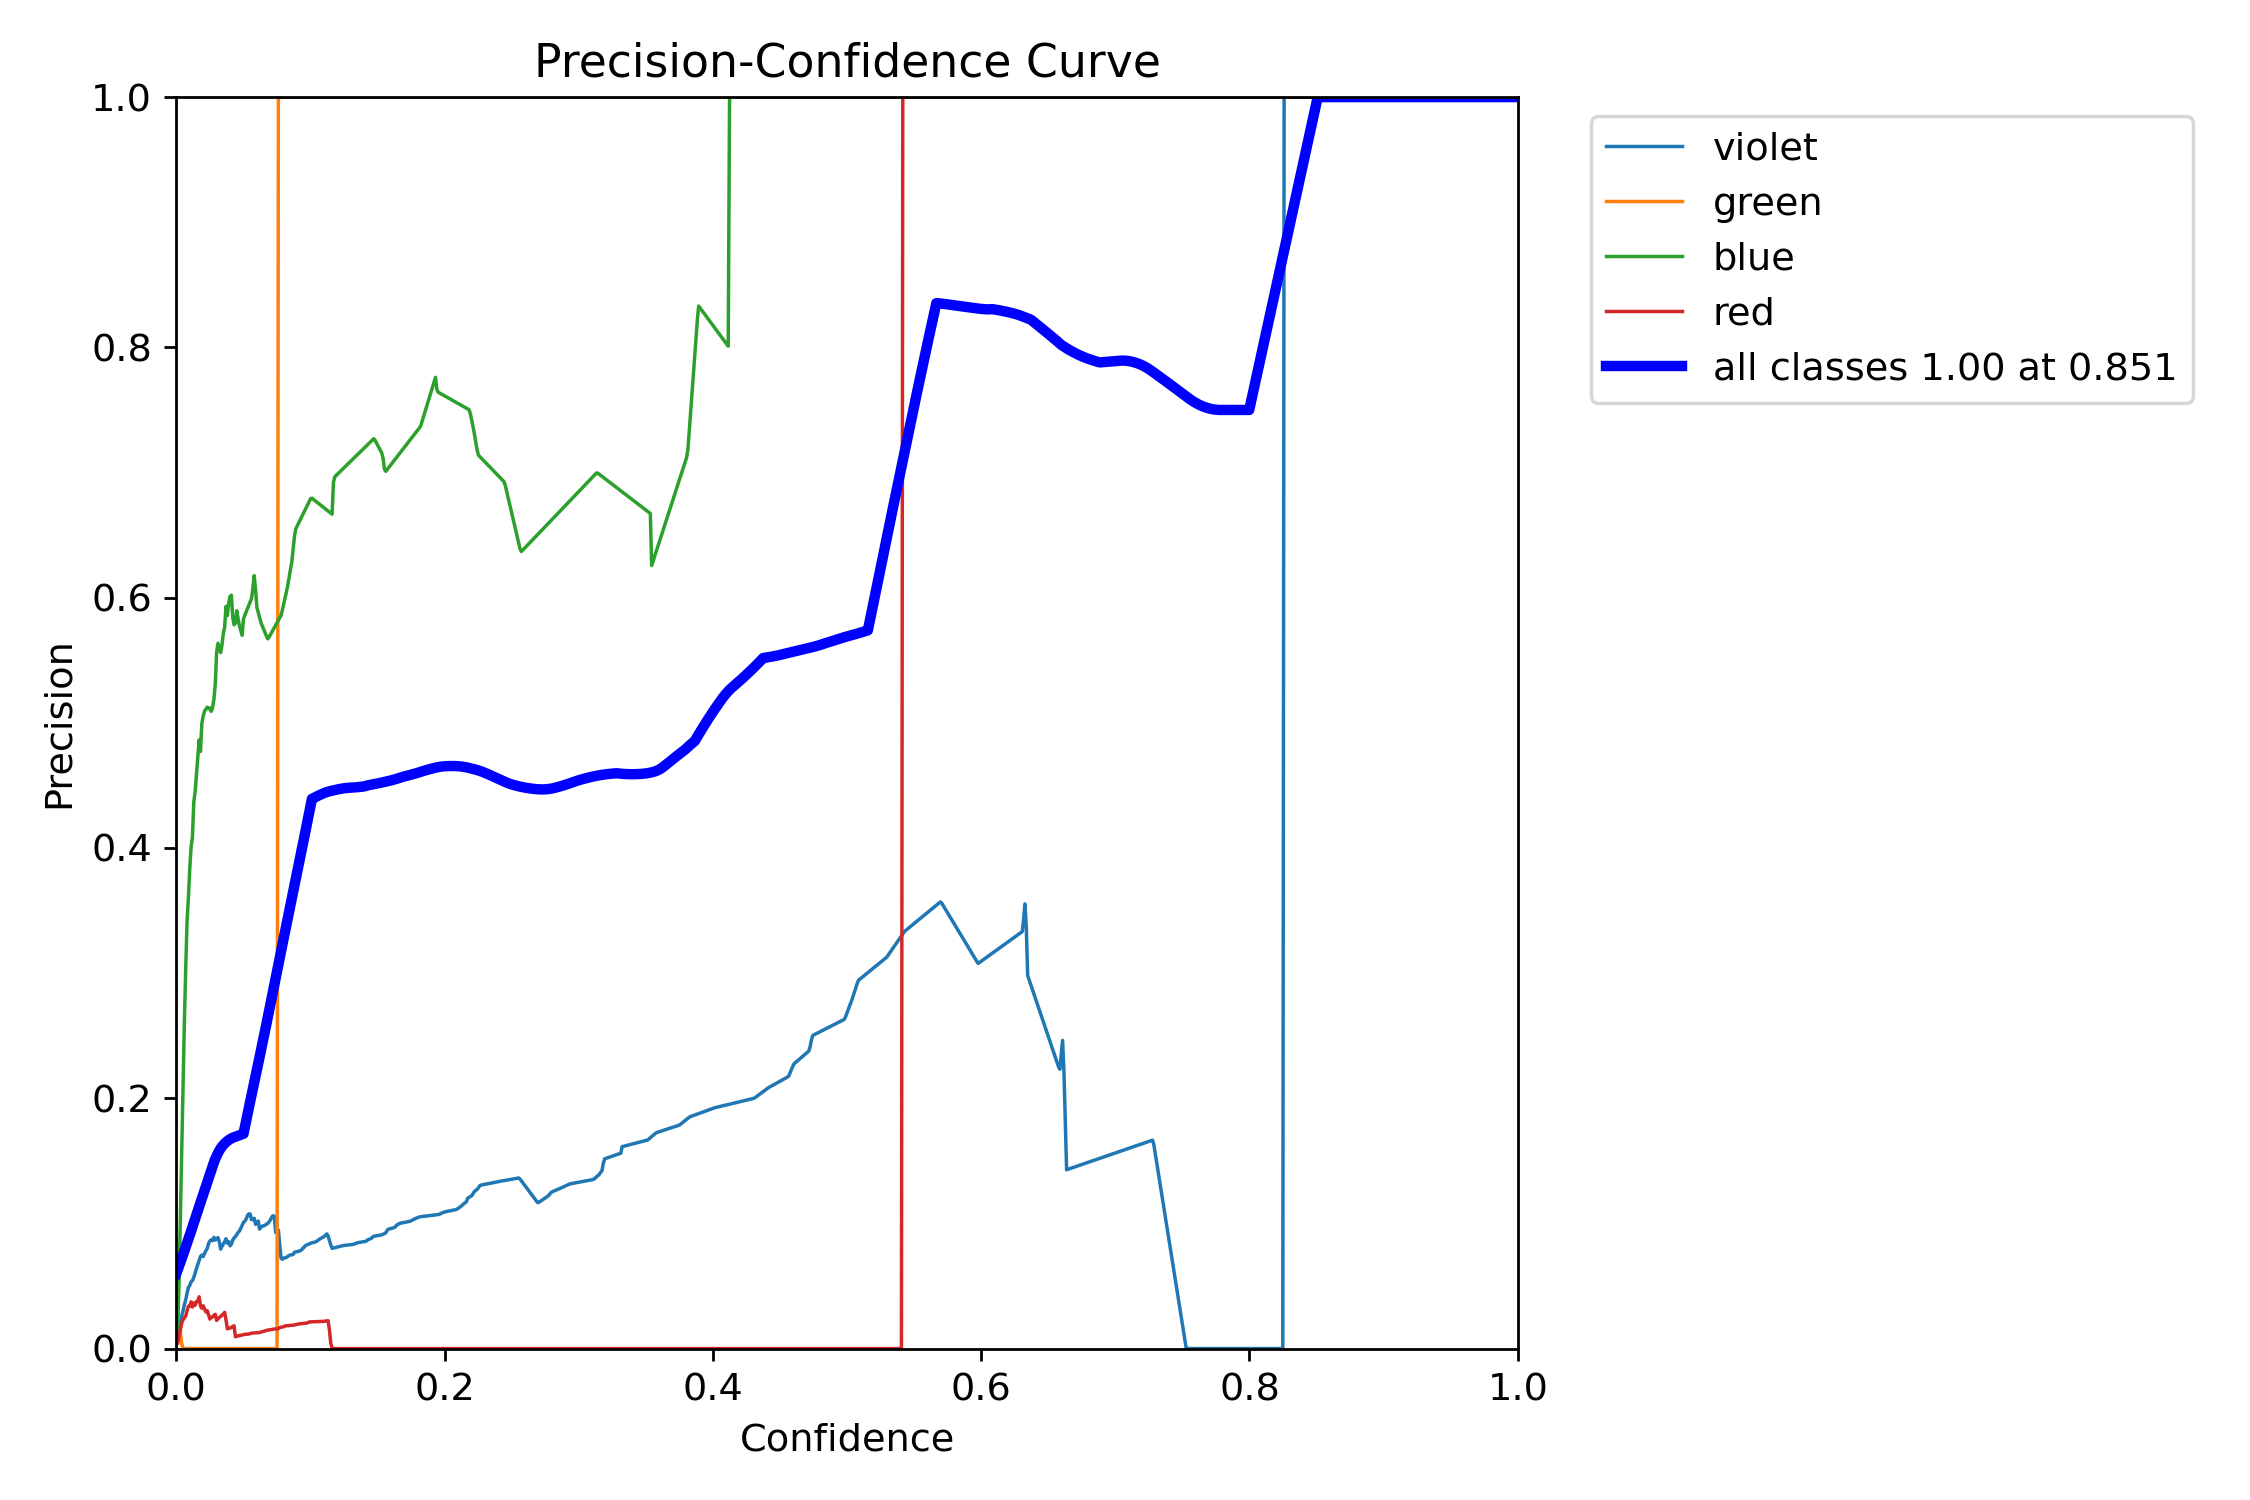 Precision-Confidence Curve
1.0
0.8
0.6
0.4
0.2
0.0
Precision
0.0 0.2 0.4 0.6 0.8 1.0
Confidence
violet
green
blue
red
all classes 1.00 at 0.851